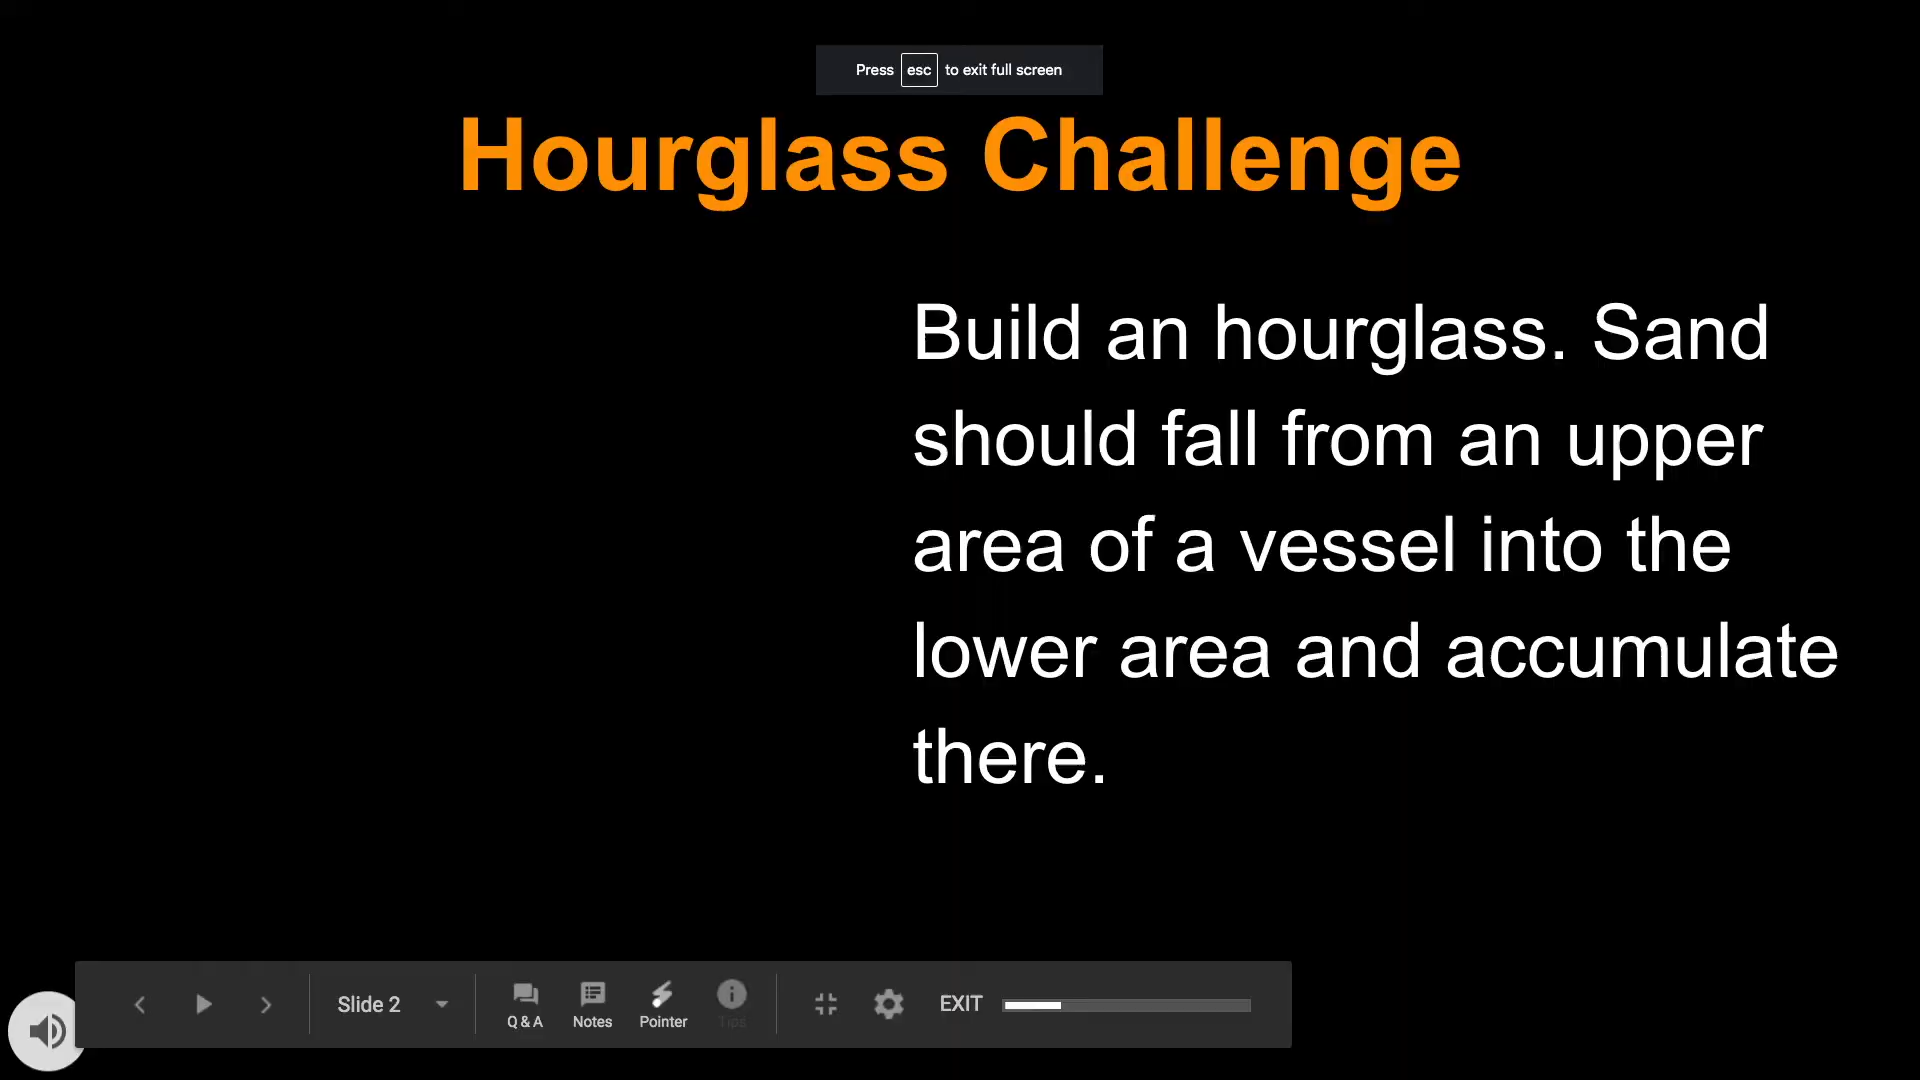 Press esc to exit full screen
Hourglass Challenge
Build an hourglass. Sand
should fall from an upper
area of a vessel into the
lower area and accumulate
there.
Slide 2
Q & A Notes Pointer Tips
EXIT